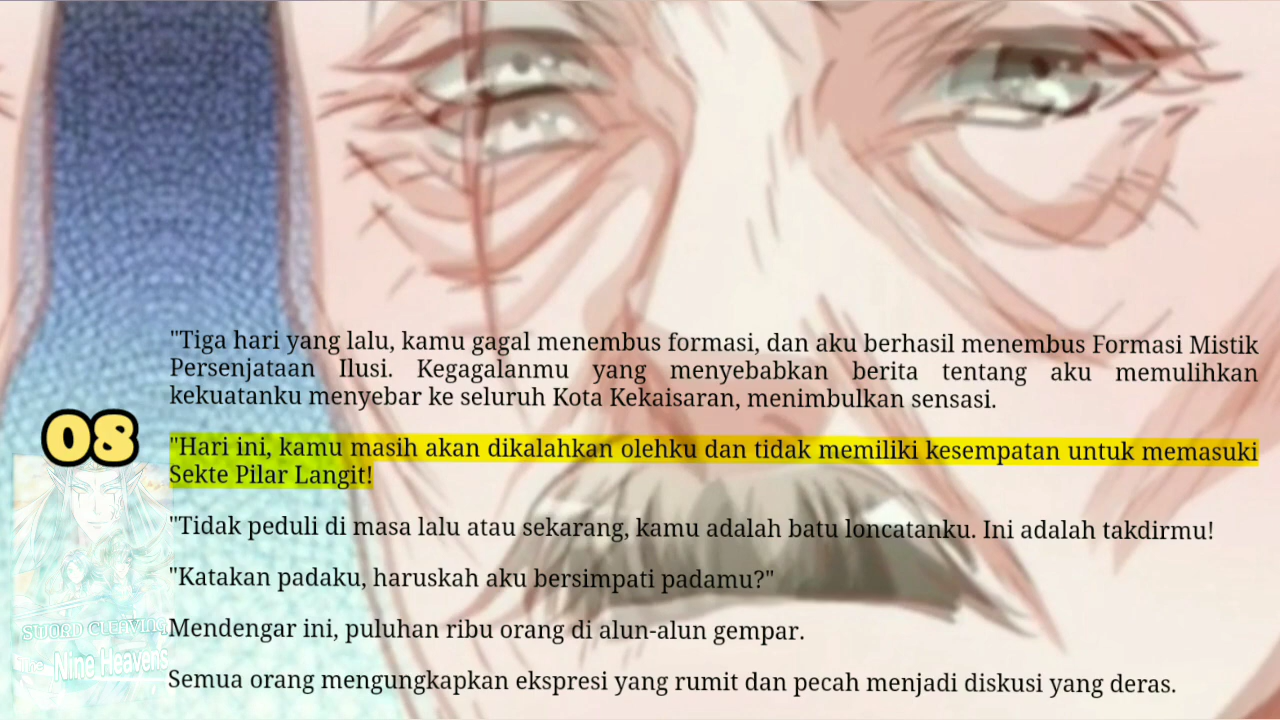 "Tiga hari yang lalu, kamu gagal menembus formasi, dan aku berhasil menembus Formasi Mistik
Persenjataan Ilusi. Kegagalanmu yang menyebabkan berita tentang aku memulihkan
kekuatanku menyebar ke seluruh Kota Kekaisaran, menimbulkan sensasi.
08
"Hari ini, kamu masih akan dikalahkan olehku dan tidak memiliki kesempatan untuk memasuki
Sekte Pilar Langit!
"Tidak peduli di masa lalu atau sekarang, kamu adalah batu loncatanku. Ini adalah takdirmu!
"Katakan padaku, haruskah aku bersimpati padamu?"
SWORD CLEAVING
The Nine Heavens
Mendengar ini, puluhan ribu orang di alun-alun gempar.
Semua orang mengungkapkan ekspresi yang rumit dan pecah menjadi diskusi yang deras.